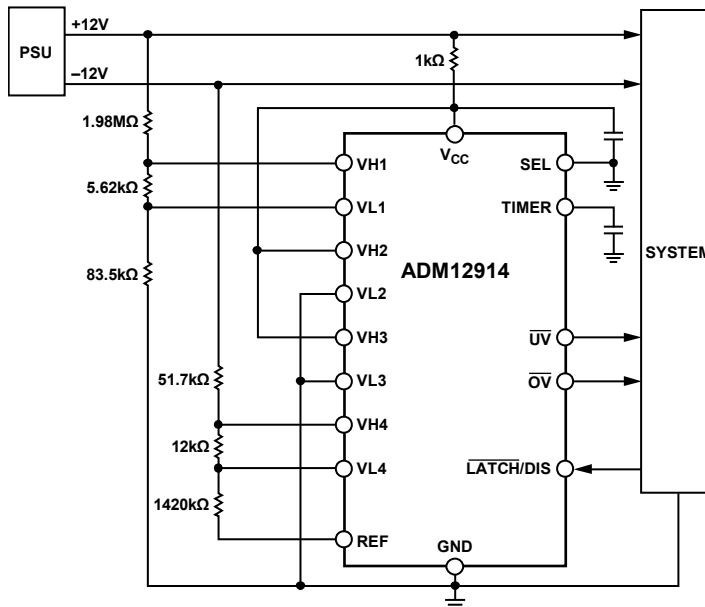 PSU
+12V
–12V
1kΩ
1.98MΩ
5.62kΩ
83.5kΩ
51.7kΩ
12kΩ
1420kΩ
VCC
VH1
VL1
VH2
VL2
VH3
VL3
VH4
VL4
REF
ADM12914
GND
SEL
TIMER
UV
OV
LATCH/DIS
SYSTEM